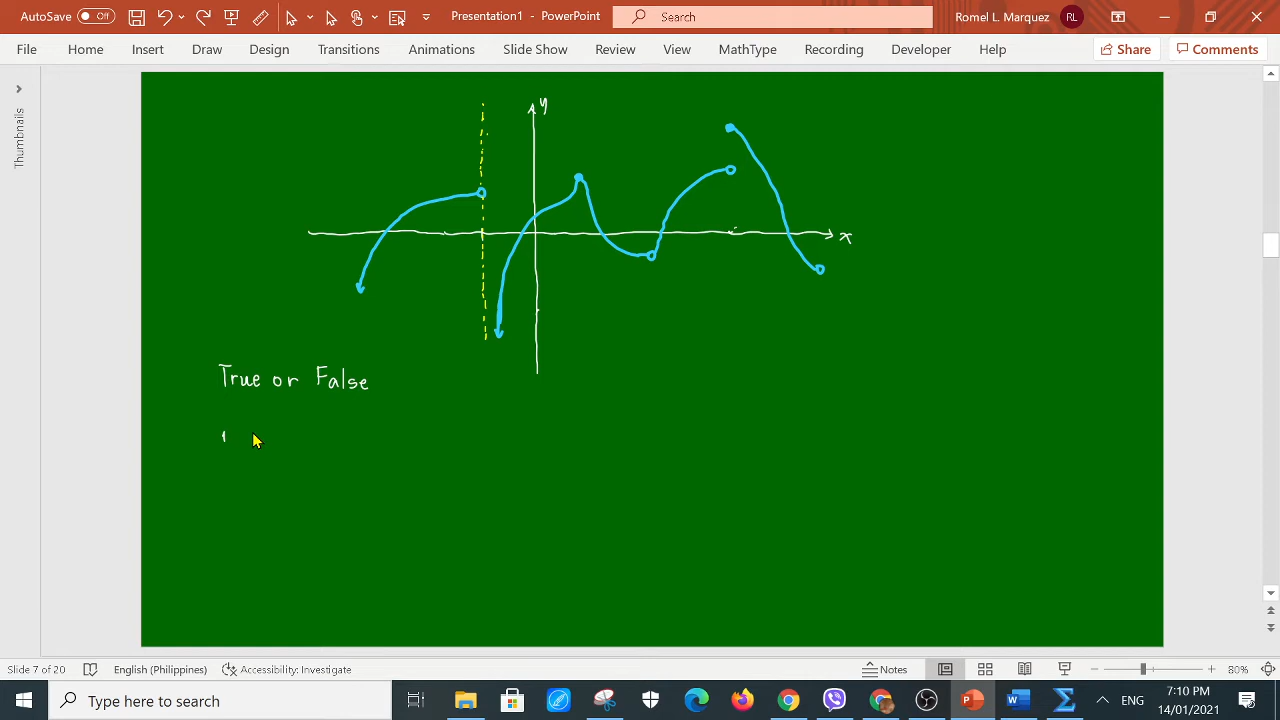 AutoSave Off Presentation1 - PowerPoint Search Romel L. Marquez RL
File Home Insert Draw Design Transitions Animations Slide Show Review View MathType Recording Developer Help Share Comments
Thumbnails
y
x
True or False
Slide 7 of 20 English (Philippines) Accessibility: Investigate Notes 80%
Type here to search ENG 7:10 PM
14/01/2021